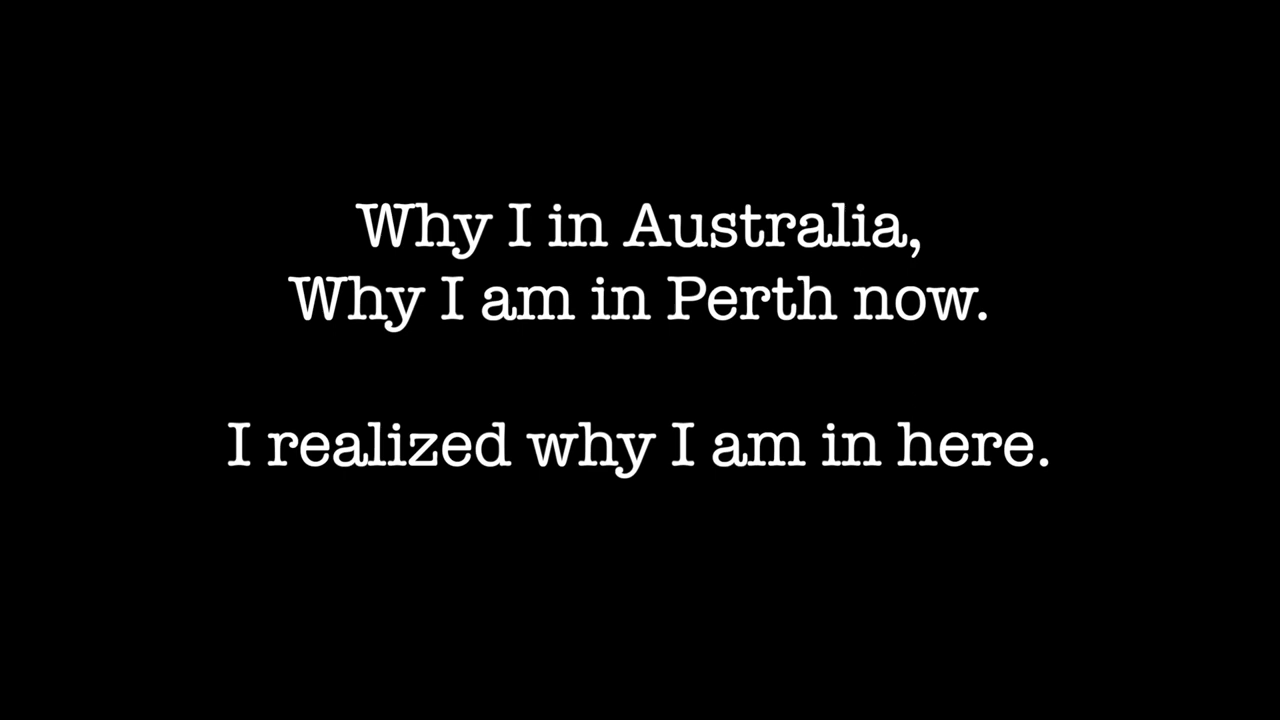 Why I in Australia,
Why I am in Perth now.
I realized why I am in here.